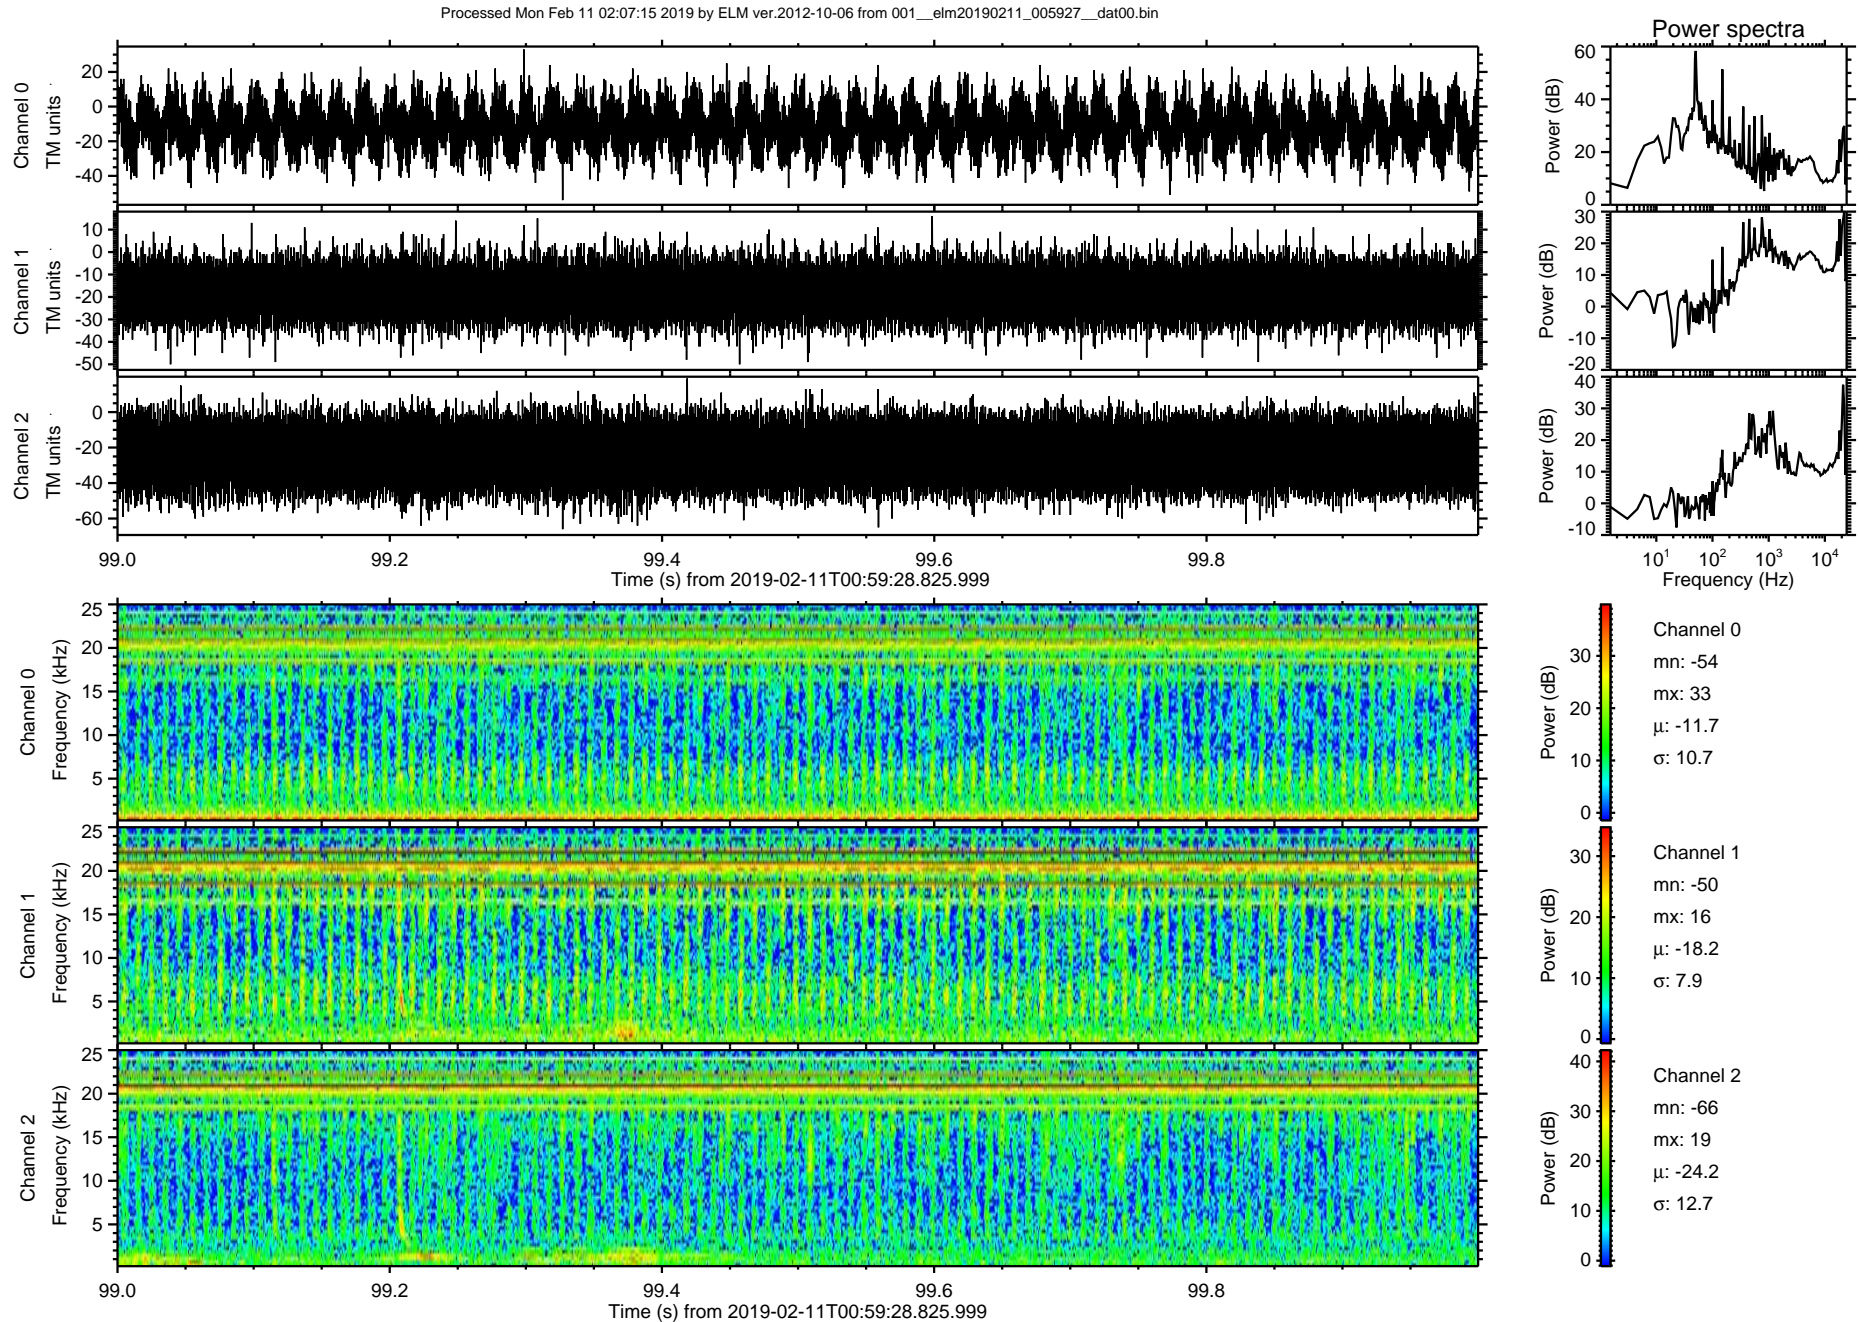 Processed Mon Feb 11 02:07:15 2019 by ELM ver.2012-10-06 from 001__elm20190211_005927__dat00.bin
Power spectra
Channel 0
TM units
20
0
-20
-40
Power (dB)
60
40
20
0
Channel 1
TM units
10
0
-10
-20
-30
-40
-50
Power (dB)
30
20
10
0
-10
-20
Channel 2
TM units
0
-20
-40
-60
Power (dB)
40
30
20
10
0
-10
99.0 99.2 99.4 99.6 99.8
Time (s) from 2019-02-11T00:59:28.825.999
10¹ 10² 10³ 10⁴
Frequency (Hz)
Channel 0
Frequency (kHz)
25
20
15
10
5
Power (dB)
30
20
10
0
Channel 0
mn: -54
mx: 33
μ: -11.7
σ: 10.7
Channel 1
Frequency (kHz)
25
20
15
10
5
Power (dB)
30
20
10
0
Channel 1
mn: -50
mx: 16
μ: -18.2
σ: 7.9
Channel 2
Frequency (kHz)
25
20
15
10
5
Power (dB)
40
30
20
10
0
Channel 2
mn: -66
mx: 19
μ: -24.2
σ: 12.7
99.0 99.2 99.4 99.6 99.8
Time (s) from 2019-02-11T00:59:28.825.999